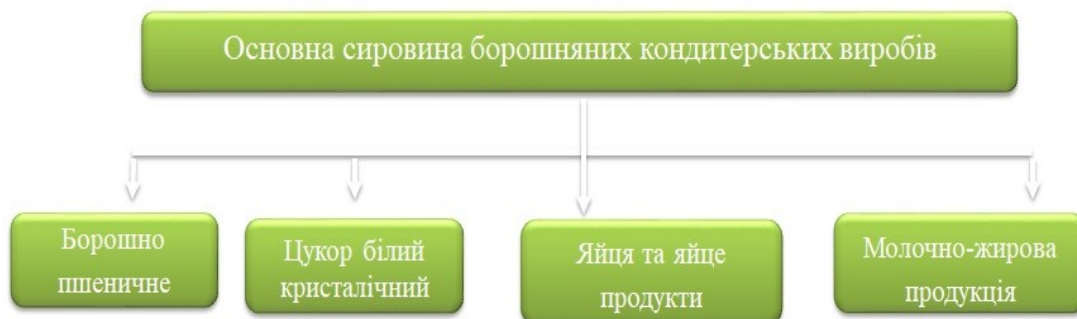 Основна сировина борошняних кондитерських виробів
Борошно
пшеничне
Цукор білий
кристалічний
Яйця та яйце
продукти
Молочно-жирова
продукція